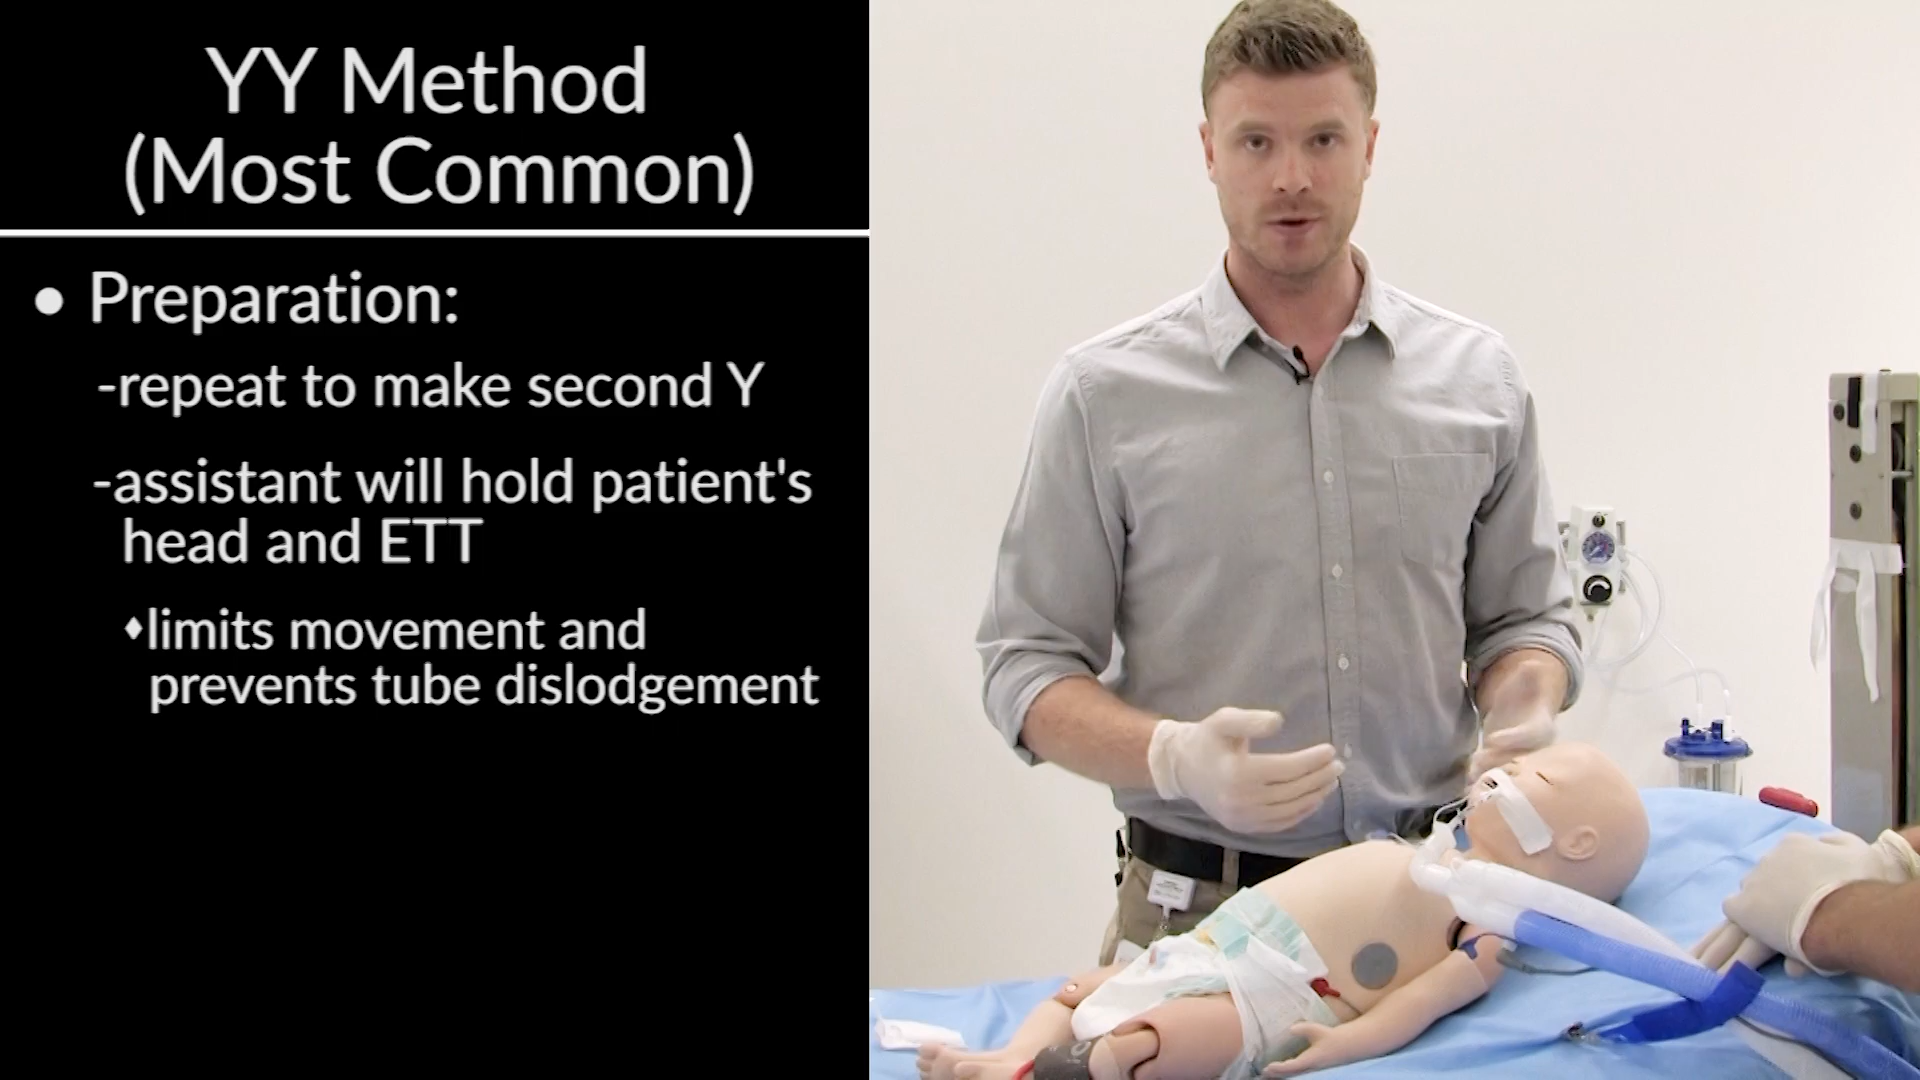 YY Method
(Most Common)
• Preparation:
-repeat to make second Y
-assistant will hold patient's
head and ETT
♦limits movement and
prevents tube dislodgement